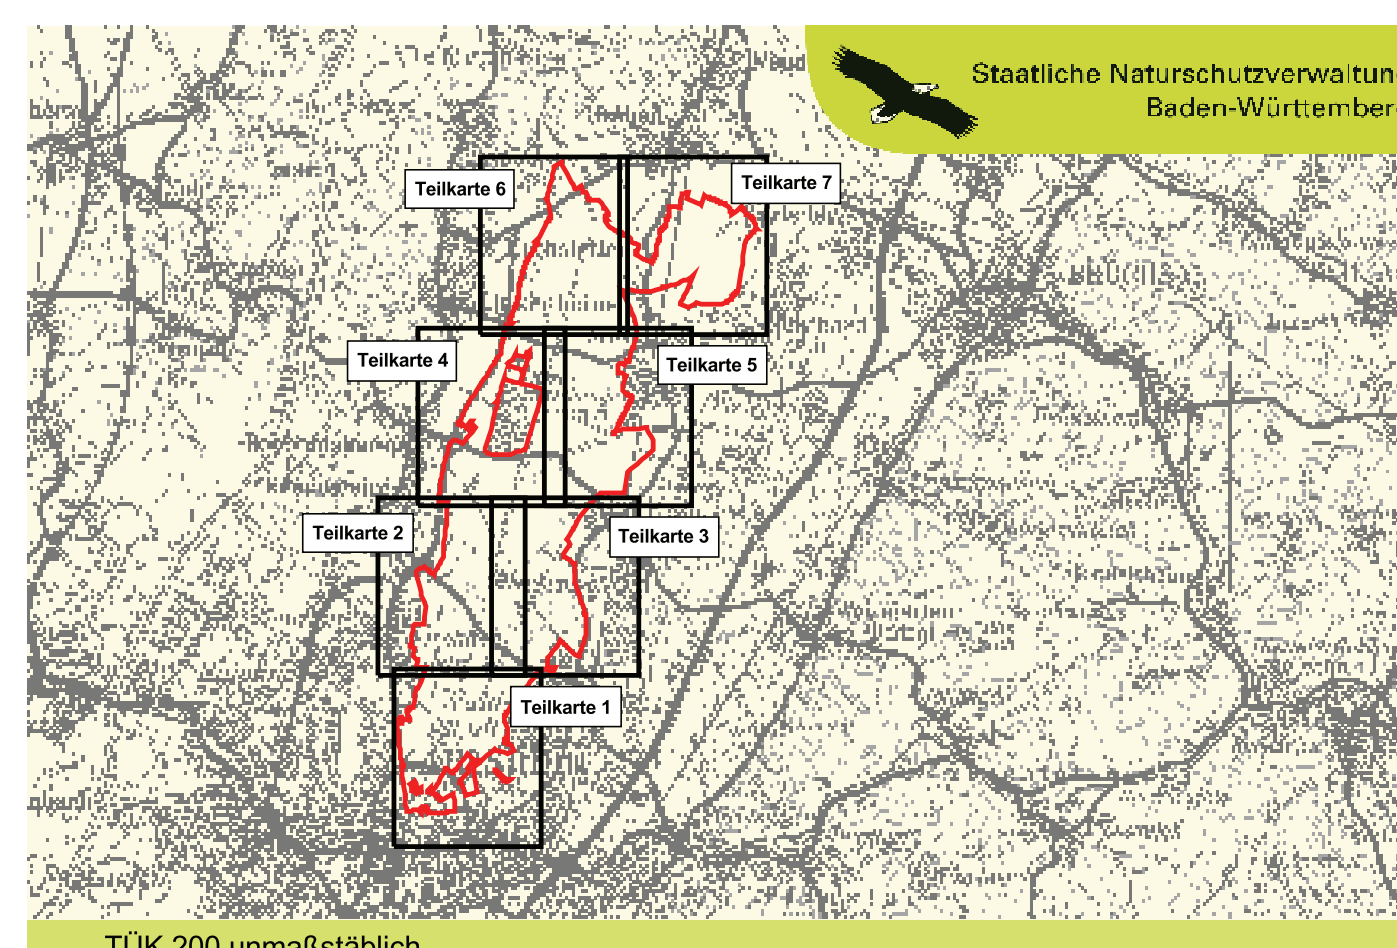 Staatliche Naturschutzverwaltun
Baden-Württember
Teilkarte 6
Teilkarte 7
Teilkarte 4
Teilkarte 5
Teilkarte 2
Teilkarte 3
Teilkarte 1
TÜK 200 unmaßstäblich